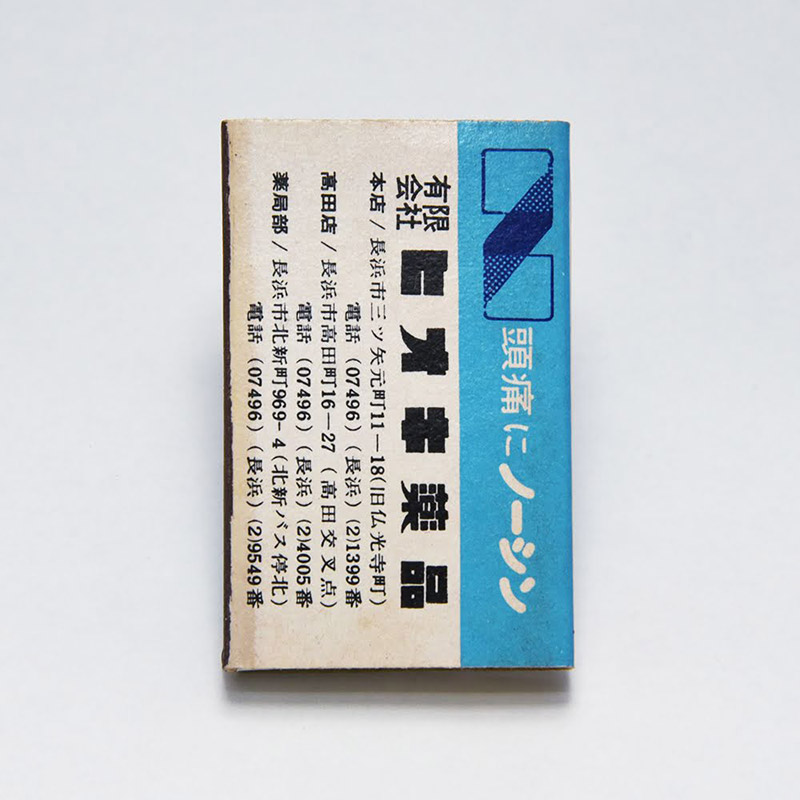 頭痛にノーシン
有限会社 ヒオキ薬品
本店/長浜市三ツ矢元町11－18(旧仏光寺町)
電話 (07496) (長浜) (2)1399番
高田店/長浜市高田町16－27 (高田交叉点)
電話 (07496) (長浜) (2)4005番
薬局部/長浜市北新町969-4(北新バス停北)
電話 (07496) (長浜) (2)9549番